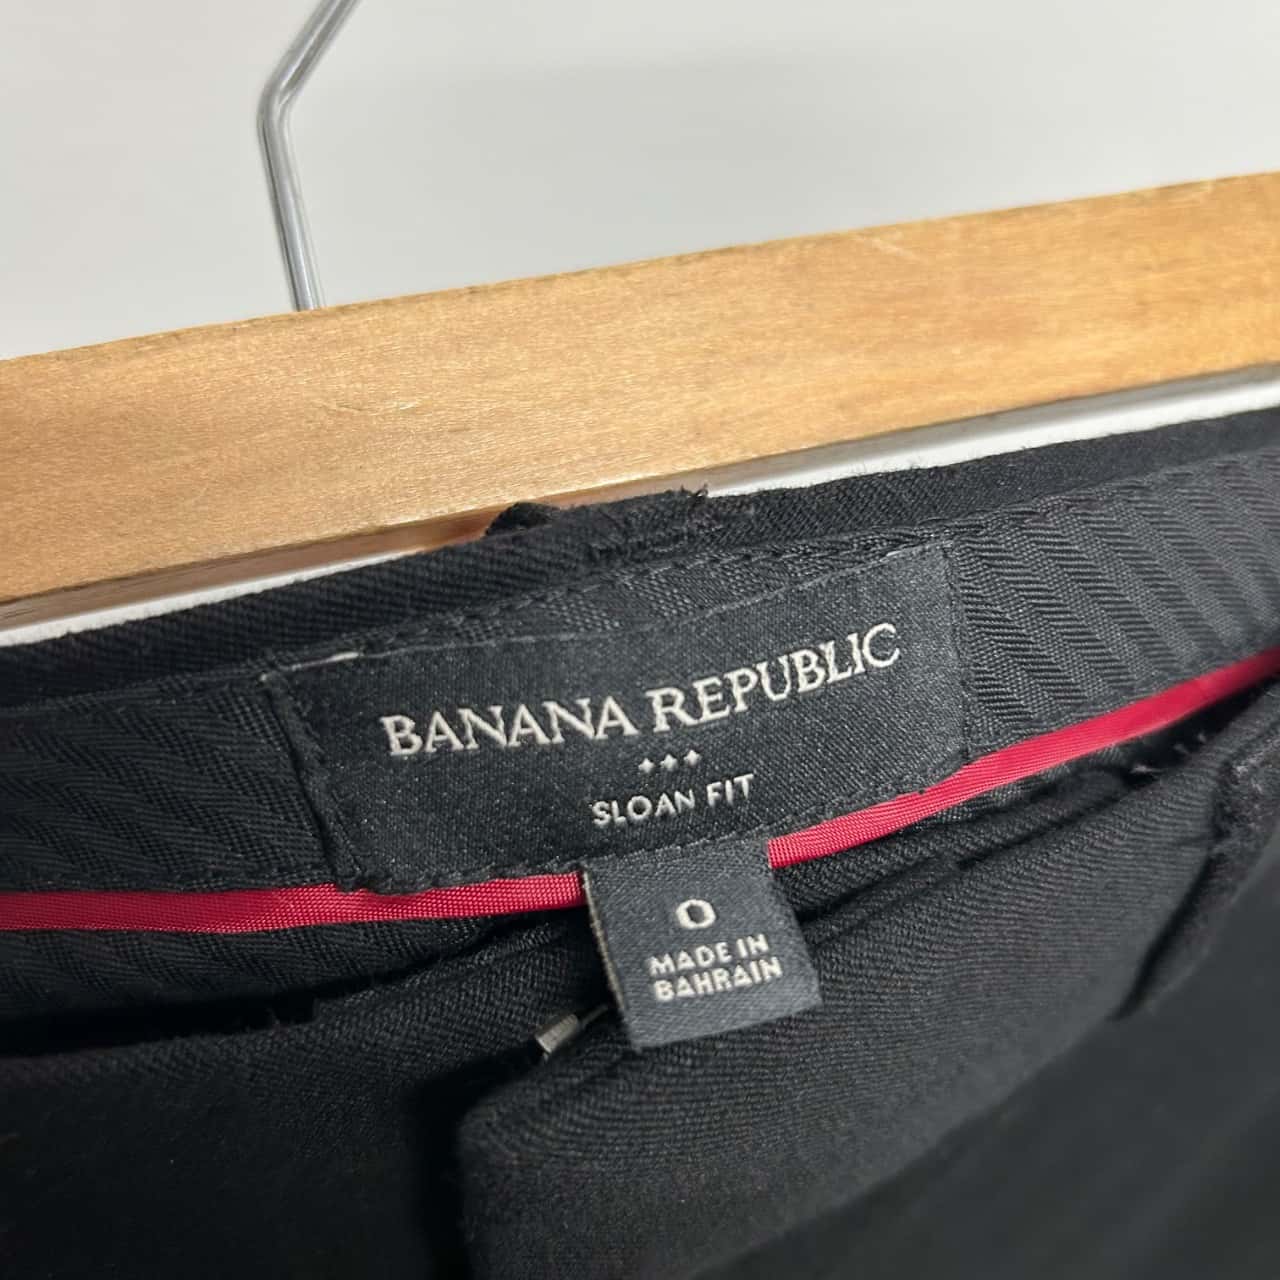 BANANA REPUBLIC
SLOAN FIT
0
MADE IN
BAHRAIN